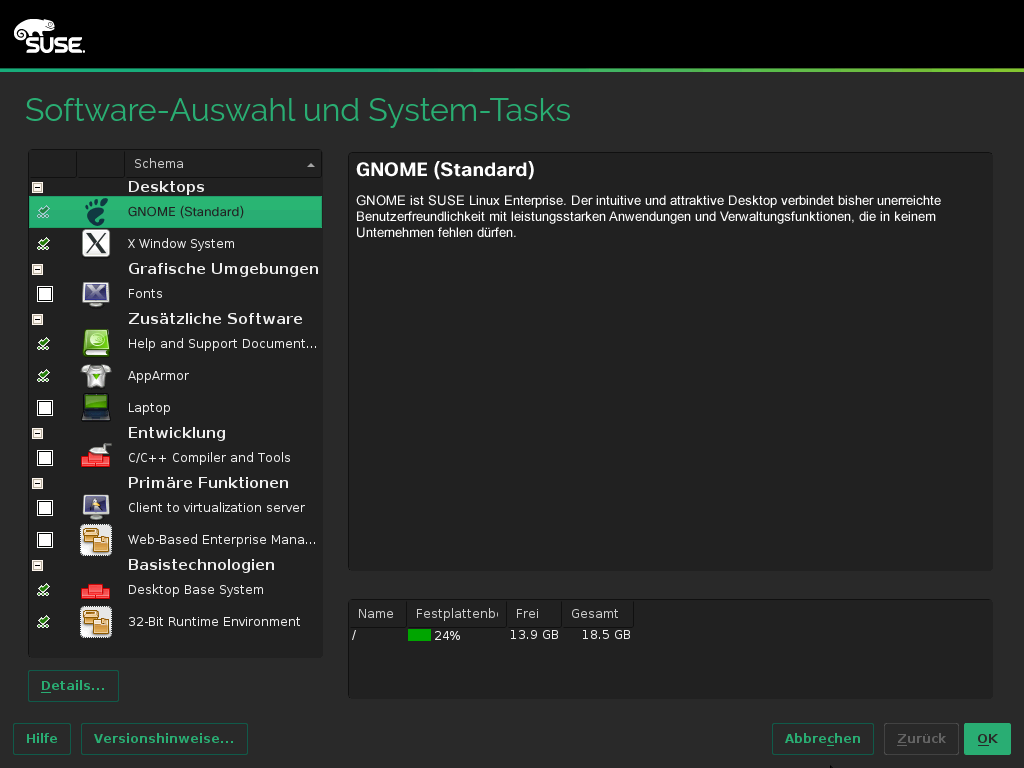 SUSE
Software-Auswahl und System-Tasks
Schema
Desktops
GNOME (Standard)
X Window System
Grafische Umgebungen
Fonts
Zusätzliche Software
Help and Support Document...
AppArmor
Laptop
Entwicklung
C/C++ Compiler and Tools
Primäre Funktionen
Client to virtualization server
Web-Based Enterprise Mana...
Basistechnologien
Desktop Base System
32-Bit Runtime Environment
Details...
GNOME (Standard)
GNOME ist SUSE Linux Enterprise. Der intuitive und attraktive Desktop verbindet bisher unerreichte
Benutzerfreundlichkeit mit leistungsstarken Anwendungen und Verwaltungsfunktionen, die in keinem
Unternehmen fehlen dürfen.
Name Festplattenb Frei Gesamt
/ 24% 13.9 GB 18.5 GB
Hilfe Versionshinweise... Abbrechen Zurück OK